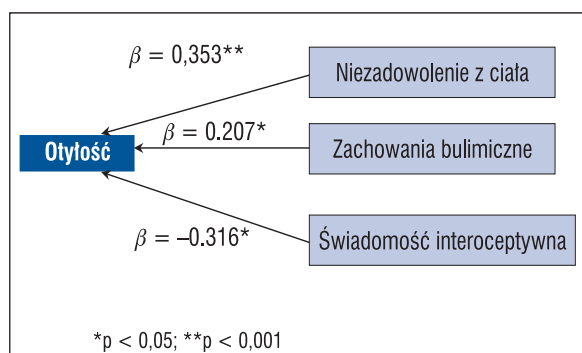 β = 0,353**
Niezadowolenie z ciała
Otyłość
β = 0.207*
Zachowania bulimiczne
β = –0.316*
Świadomość interoceptywna
*p < 0,05; **p < 0,001